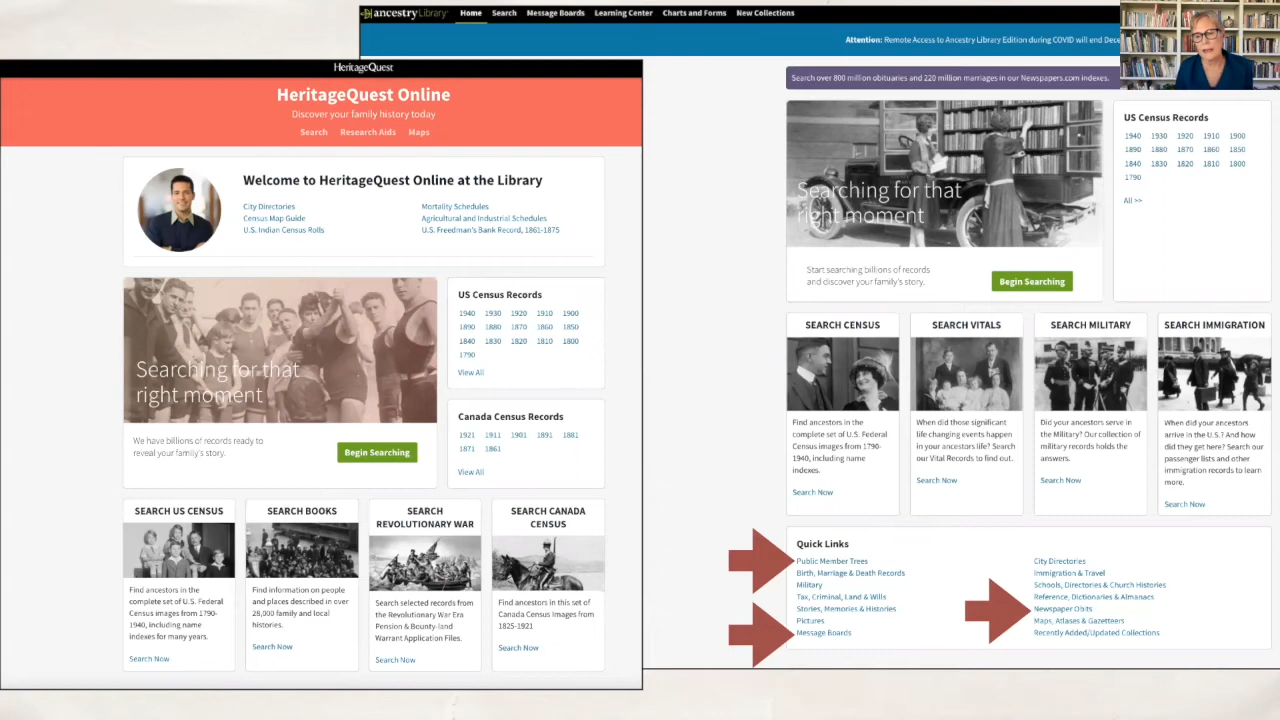 ancestryLibrary
Home Search Message Boards Learning Center Charts and Forms New Collections
Attention: Remote Access to Ancestry Library Edition during COVID will end Dece
HeritageQuest
HeritageQuest Online
Discover your family history today
Search Research Aids Maps
Welcome to HeritageQuest Online at the Library
City Directories Mortality Schedules
Census Map Guide Agricultural and Industrial Schedules
U.S. Indian Census Rolls U.S. Freedman's Bank Record, 1861-1875
Searching for that
right moment
We have billions of records ready to
reveal your family's story.
Begin Searching
US Census Records
1940 1930 1920 1910 1900
1890 1880 1870 1860 1850
1840 1830 1820 1810 1800
1790
View All
Canada Census Records
1921 1911 1901 1891 1881
1871 1861
View All
SEARCH US CENSUS
Find ancestors in the
complete set of U.S. Federal
Census images from 1790-
1940, including name
indexes for many years.
Search Now
SEARCH BOOKS
Find information on people
and places described in over
28,000 family and local
histories.
Search Now
SEARCH
REVOLUTIONARY WAR
Search selected records from
the Revolutionary War Era
Pension & Bounty-land
Warrant Application Files.
Search Now
SEARCH CANADA
CENSUS
Find ancestors in this set of
Canada Census Images from
1825-1921
Search Now
Search over 800 million obituaries and 220 million marriages in our Newspapers.com indexes.
Searching for that
right moment
Start searching billions of records
and discover your family's story.
Begin Searching
US Census Records
1940 1930 1920 1910 1900
1890 1880 1870 1860 1850
1840 1830 1820 1810 1800
1790
All >>
SEARCH CENSUS
Find ancestors in the
complete set of U.S. Federal
Census images from 1790-
1940, including name
indexes.
Search Now
SEARCH VITALS
When did those significant
life changing events happen
in your ancestors life? Search
our Vital Records to find out.
Search Now
SEARCH MILITARY
Did your ancestors serve in
the Military? Our collection of
military records holds the
answers.
Search Now
SEARCH IMMIGRATION
When did your ancestors
arrive in the U.S.? And how
did they get here? Search our
passenger lists and other
immigration records to learn
more.
Search Now
Quick Links
Public Member Trees
Birth, Marriage & Death Records
Military
Tax, Criminal, Land & Wills
Stories, Memories & Histories
Pictures
Message Boards
City Directories
Immigration & Travel
Schools, Directories & Church Histories
Reference, Dictionaries & Almanacs
Newspaper Obits
Maps, Atlases & Gazetteers
Recently Added/Updated Collections